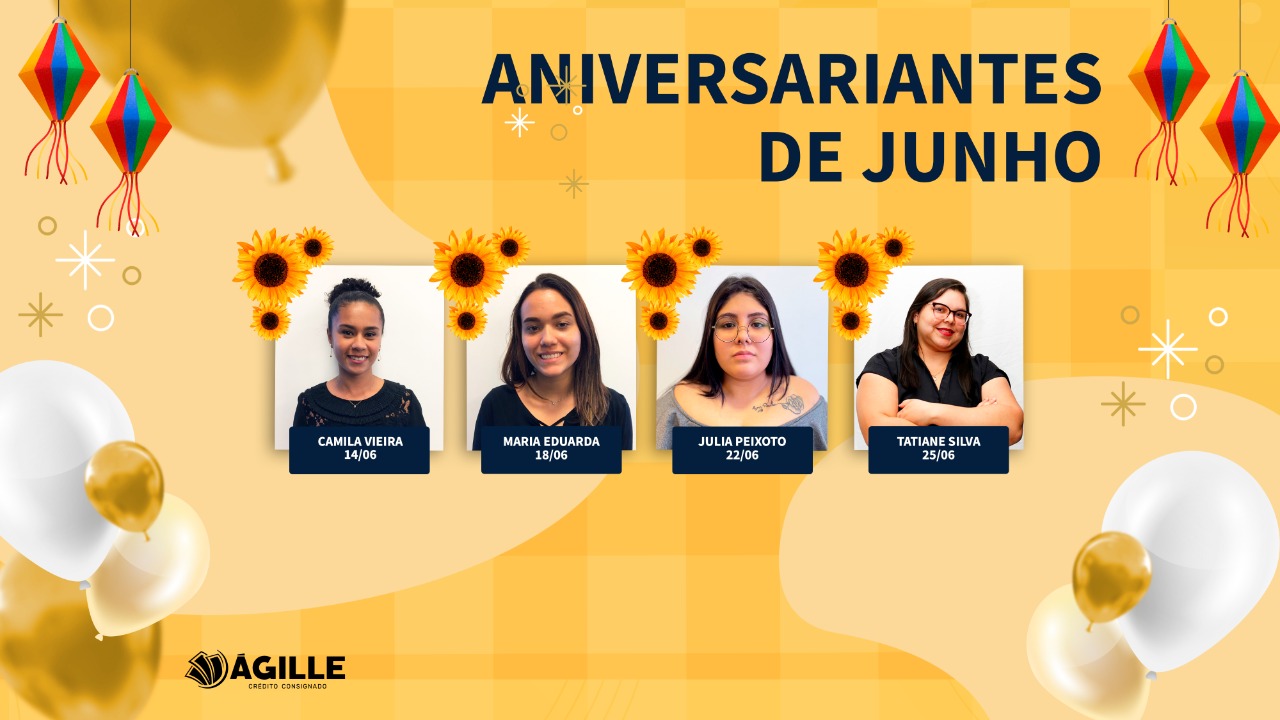 ANIVERSARIANTES
DE JUNHO
CAMILA VIEIRA
14/06
MARIA EDUARDA
18/06
JULIA PEIXOTO
22/06
TATIANE SILVA
25/06
ÁGILLE
CRÉDITO CONSIGNADO